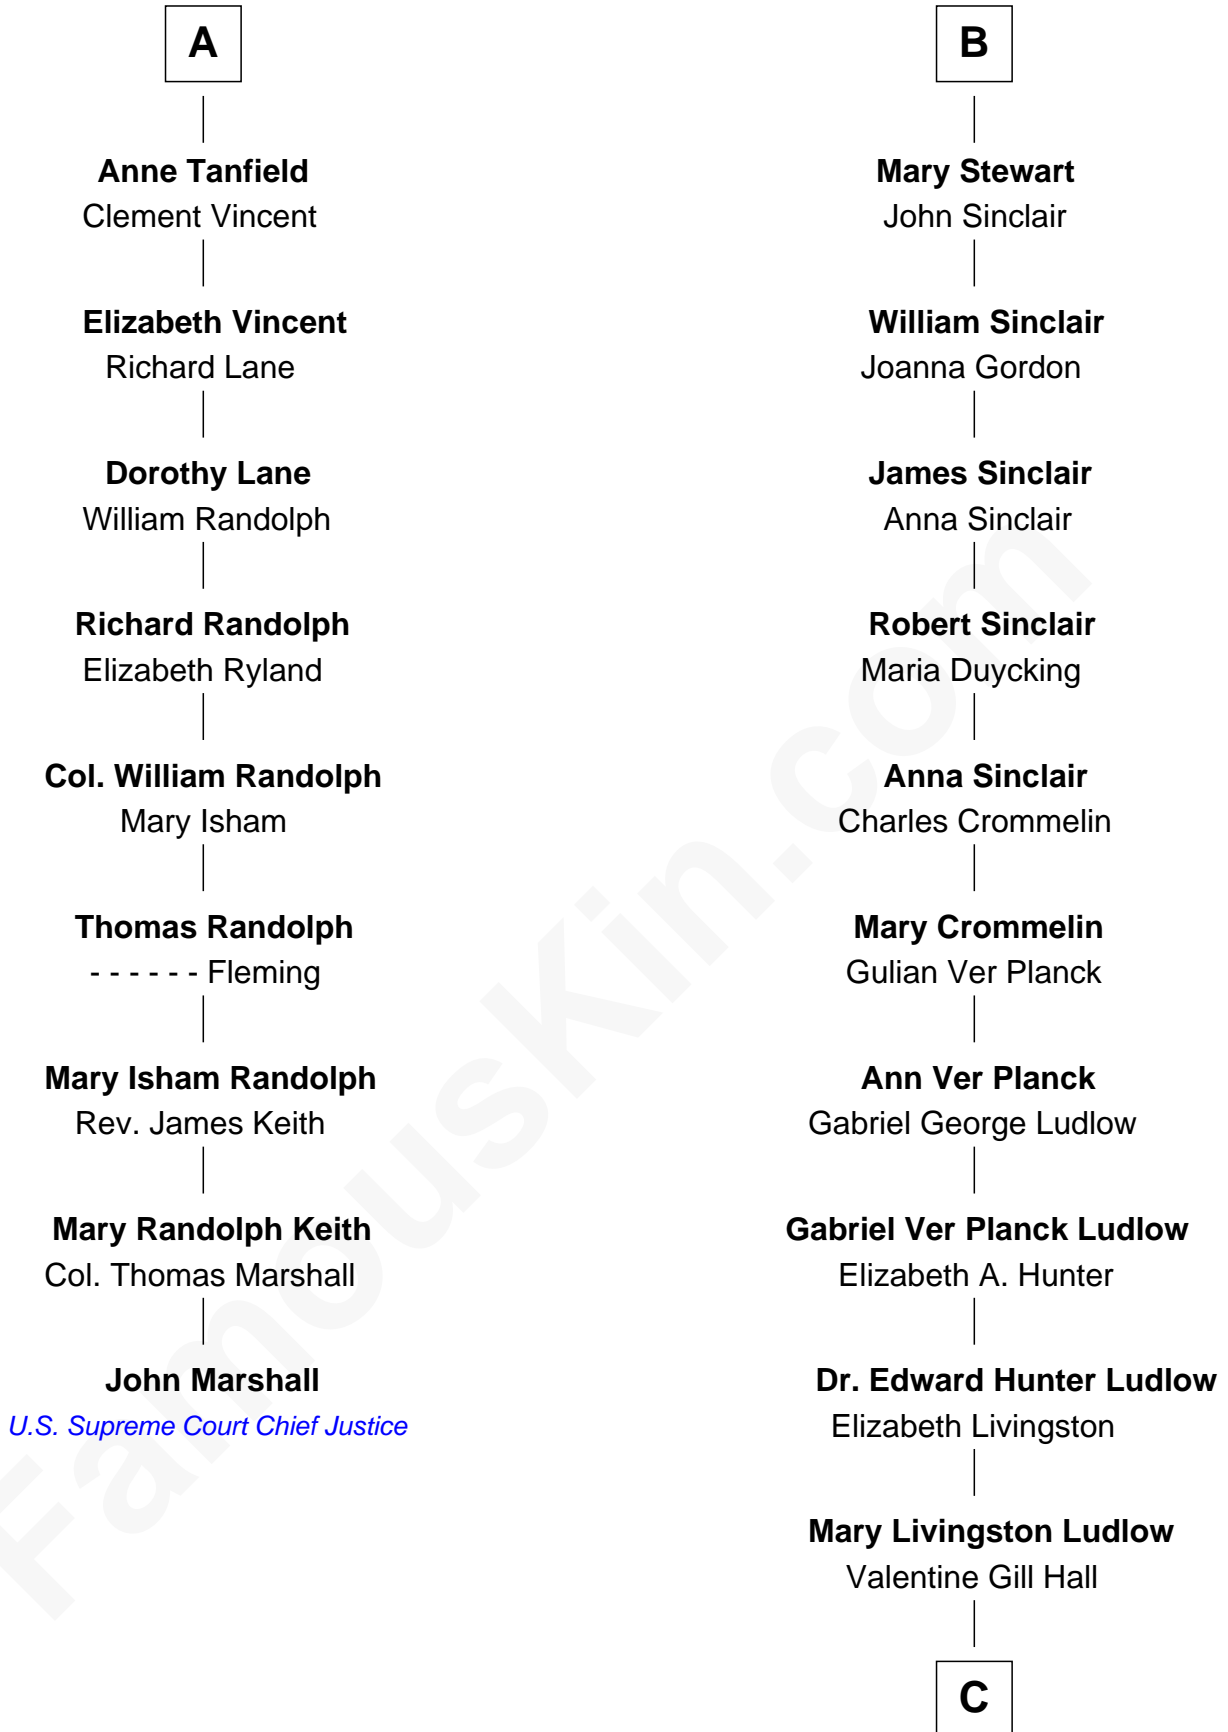 A
Anne Tanfield
Clement Vincent
Elizabeth Vincent
Richard Lane
Dorothy Lane
William Randolph
Richard Randolph
Elizabeth Ryland
Col. William Randolph
Mary Isham
Thomas Randolph
- - - - - - Fleming
Mary Isham Randolph
Rev. James Keith
Mary Randolph Keith
Col. Thomas Marshall
John Marshall
U.S. Supreme Court Chief Justice
B
Mary Stewart
John Sinclair
William Sinclair
Joanna Gordon
James Sinclair
Anna Sinclair
Robert Sinclair
Maria Duycking
Anna Sinclair
Charles Crommelin
Mary Crommelin
Gulian Ver Planck
Ann Ver Planck
Gabriel George Ludlow
Gabriel Ver Planck Ludlow
Elizabeth A. Hunter
Dr. Edward Hunter Ludlow
Elizabeth Livingston
Mary Livingston Ludlow
Valentine Gill Hall
C
FamousKin.com